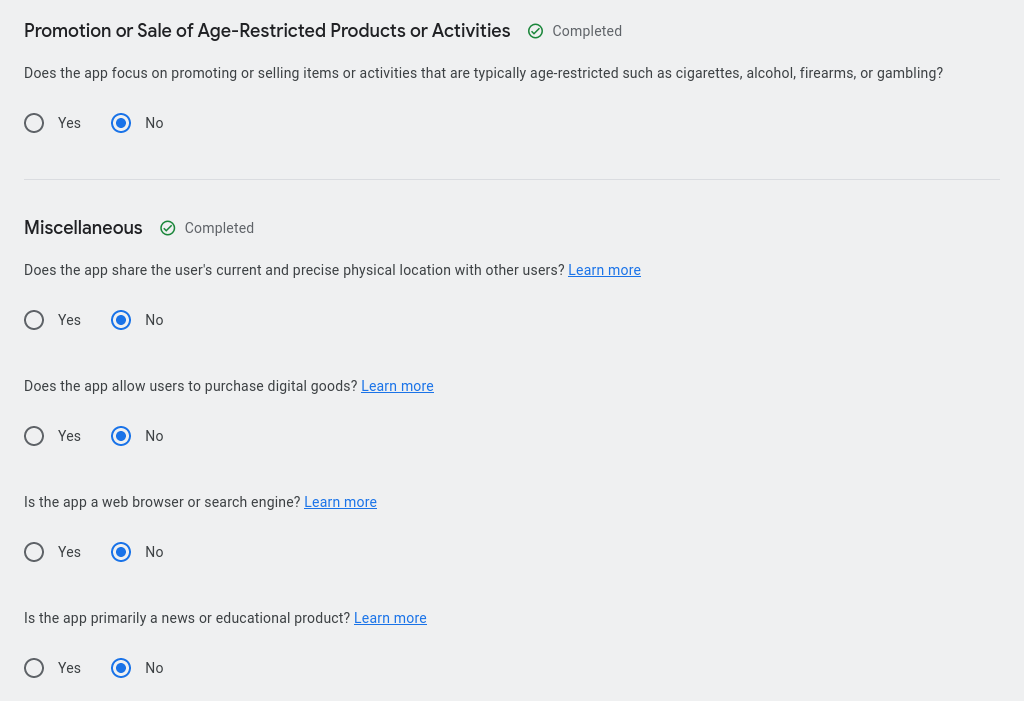 Promotion or Sale of Age-Restricted Products or Activities Completed
Does the app focus on promoting or selling items or activities that are typically age-restricted such as cigarettes, alcohol, firearms, or gambling?
Yes No
Miscellaneous Completed
Does the app share the user's current and precise physical location with other users? Learn more
Yes No
Does the app allow users to purchase digital goods? Learn more
Yes No
Is the app a web browser or search engine? Learn more
Yes No
Is the app primarily a news or educational product? Learn more
Yes No